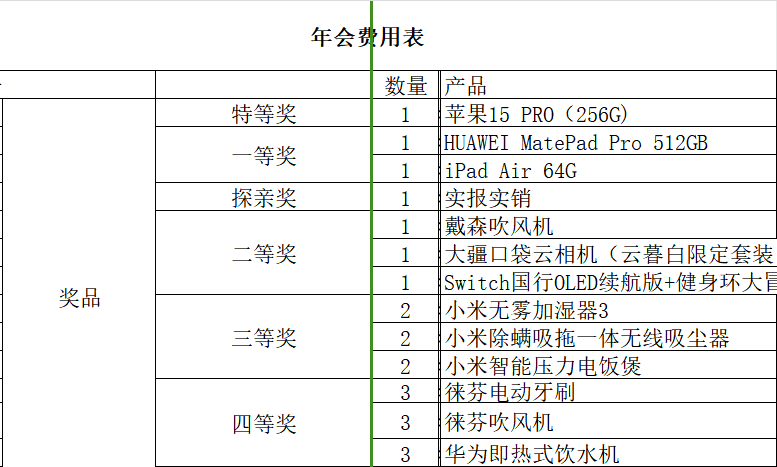 年会费用表
数量 产品
奖品
特等奖 1 苹果15 PRO（256G)
一等奖 1 HUAWEI MatePad Pro 512GB
1 iPad Air 64G
探亲奖 1 实报实销
二等奖 1 戴森吹风机
1 大疆口袋云相机（云暮白限定套装
1 Switch国行OLED续航版+健身环大冒
三等奖 2 小米无雾加湿器3
2 小米除螨吸拖一体无线吸尘器
2 小米智能压力电饭煲
四等奖 3 徕芬电动牙刷
3 徕芬吹风机
3 华为即热式饮水机